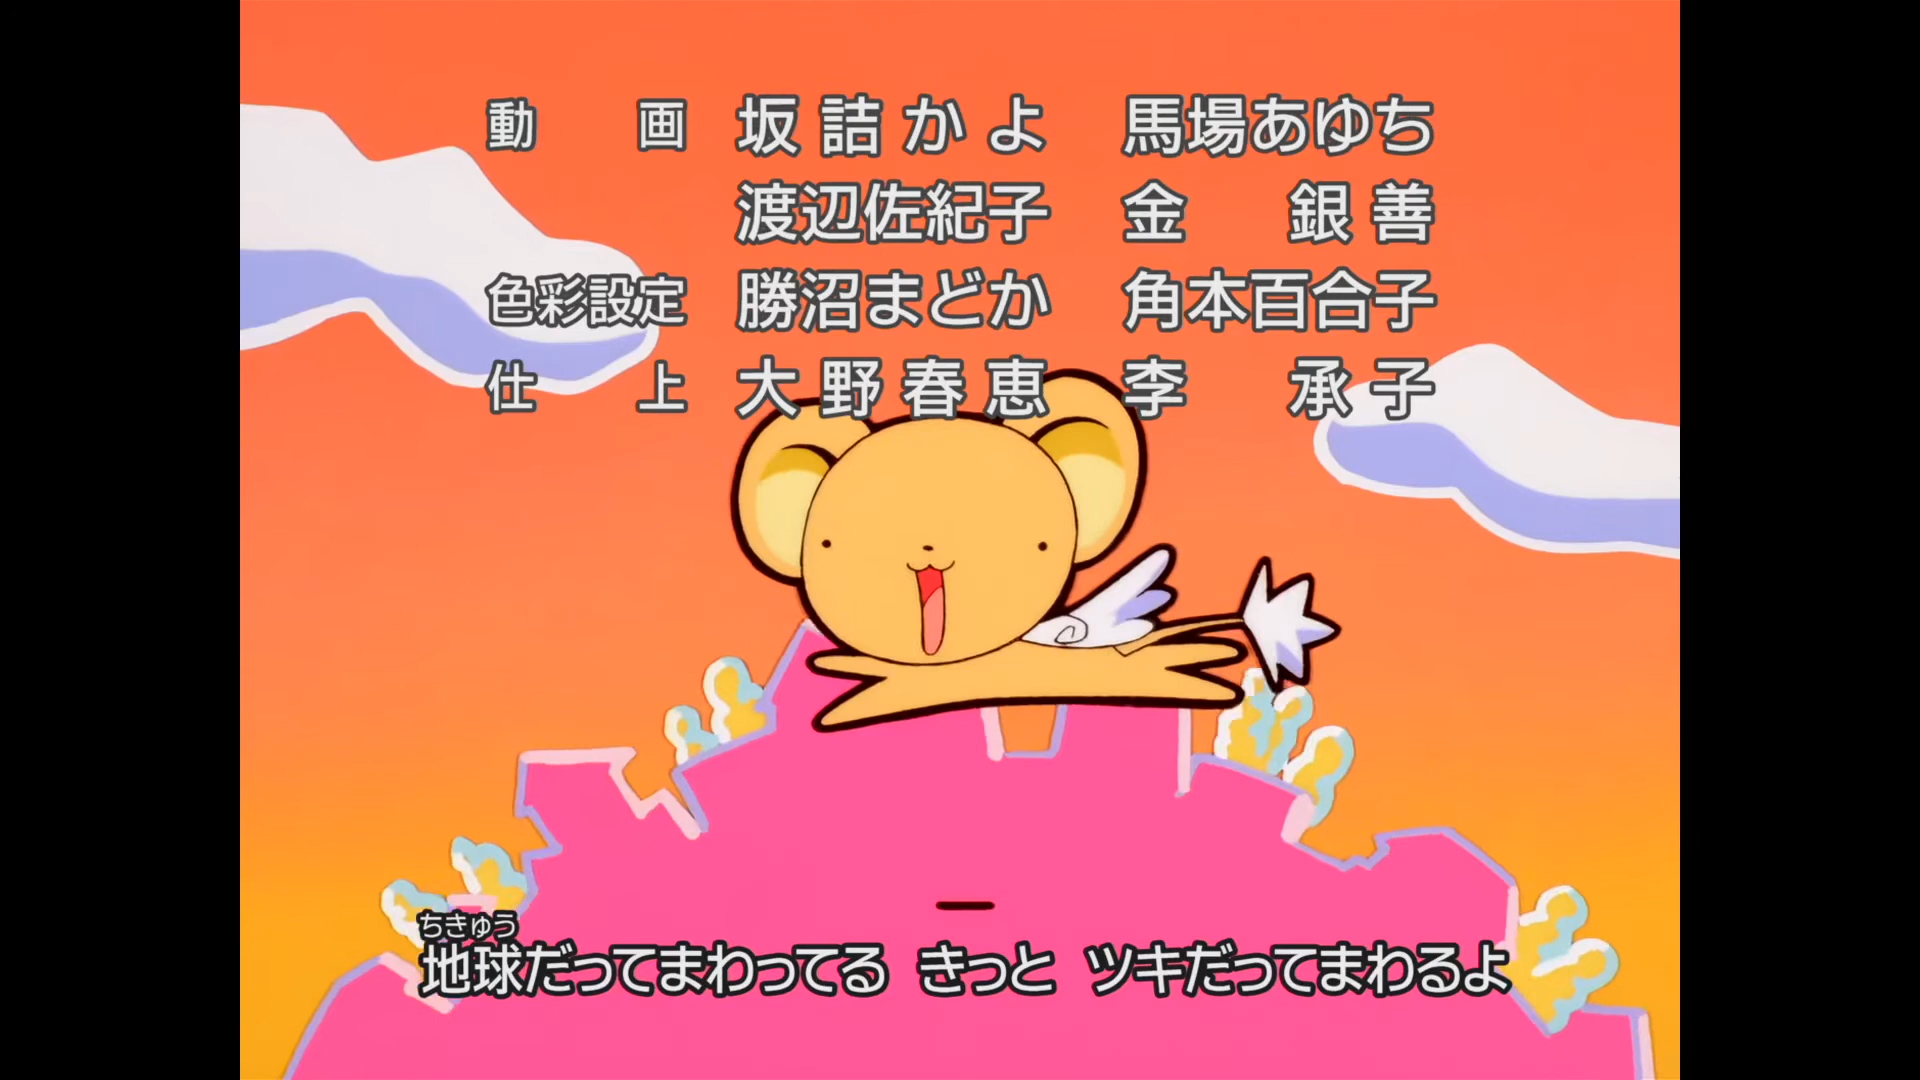 動画 坂詰かよ 馬場あゆち
渡辺佐紀子 金銀善
色彩設定 勝沼まどか 角本百合子
仕上 大野春恵 李承子
ちきゅう
地球だってまわってる きっと ツキだってまわるよ